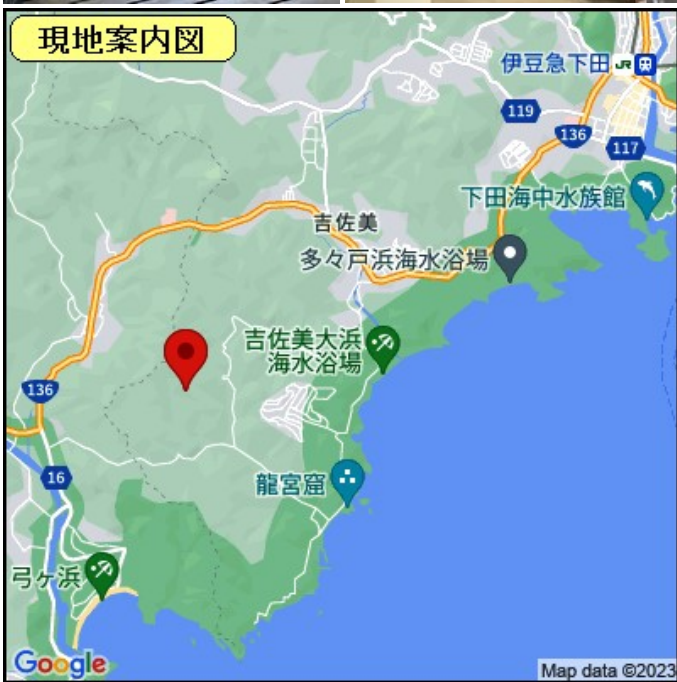 現地案内図
伊豆急下田 JR
119
136
117
下田海中水族館
吉佐美
多々戸浜海水浴場
吉佐美大浜
海水浴場
136
16
龍宮窟
弓ヶ浜
Google
Map data ©2023